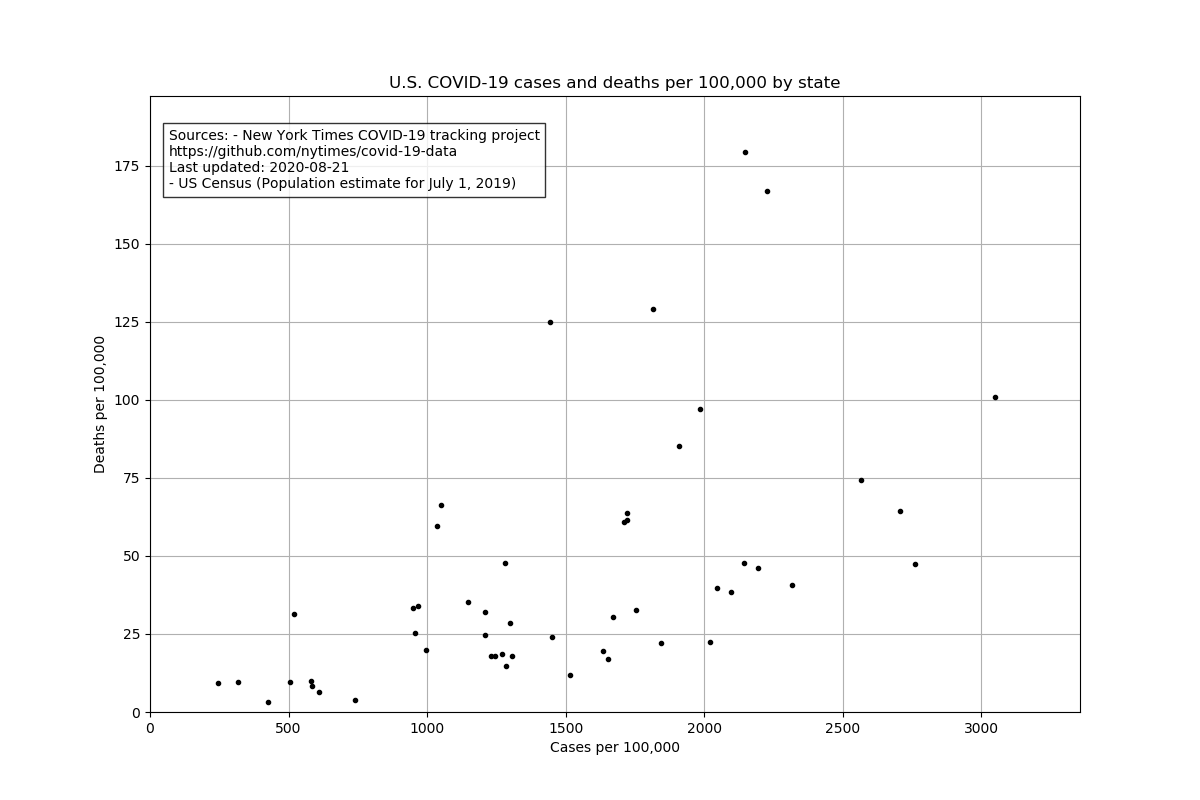 U.S. COVID-19 cases and deaths per 100,000 by state
Sources: - New York Times COVID-19 tracking project
https://github.com/nytimes/covid-19-data
Last updated: 2020-08-21
- US Census (Population estimate for July 1, 2019)
Deaths per 100,000
175
150
125
100
75
50
25
0
0 500 1000 1500 2000 2500 3000
Cases per 100,000